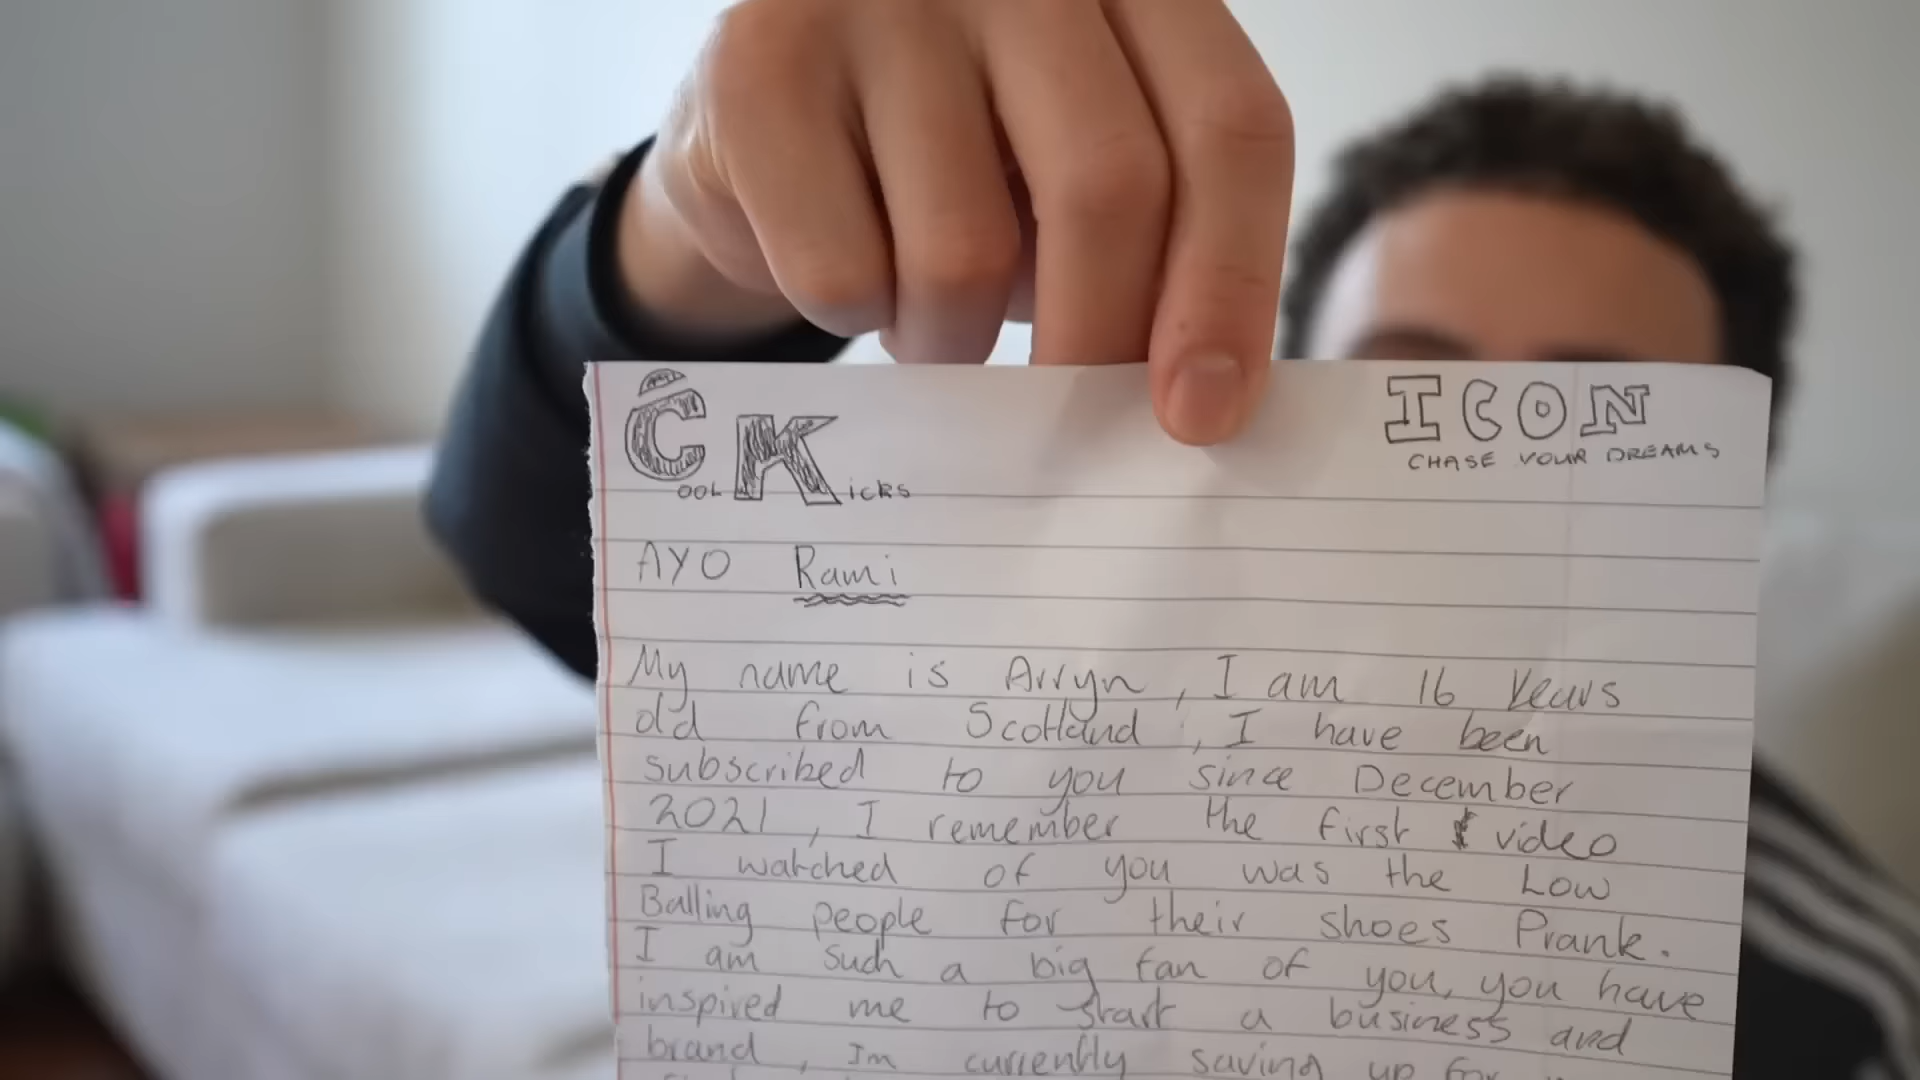 COOL KICKS
ICON
CHASE YOUR DREAMS
AYO Rami
My name is Arryn, I am 16 Years
old from Scotland, I have been
subscribed to you since December
2021, I remember the first video
I watched of you was the Low
Balling people for their shoes Prank.
I am such a big fan of you, you have
inspired me to start a business and
brand, Im currently saving up for